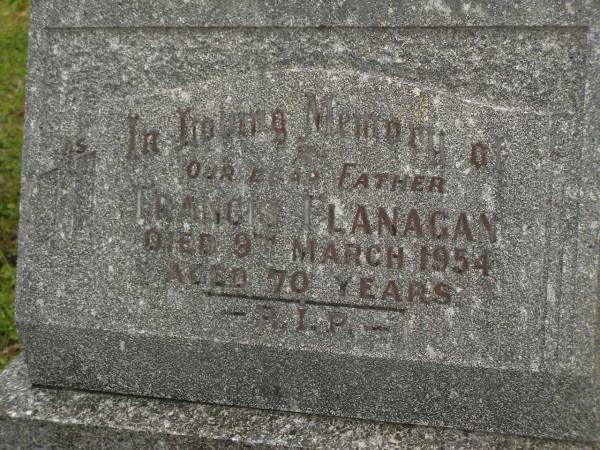 In Loving Memory of
OUR DEAR FATHER
FRANCIS FLANAGAN
DIED 9TH MARCH 1954
AGED 70 YEARS
— R.I.P. —